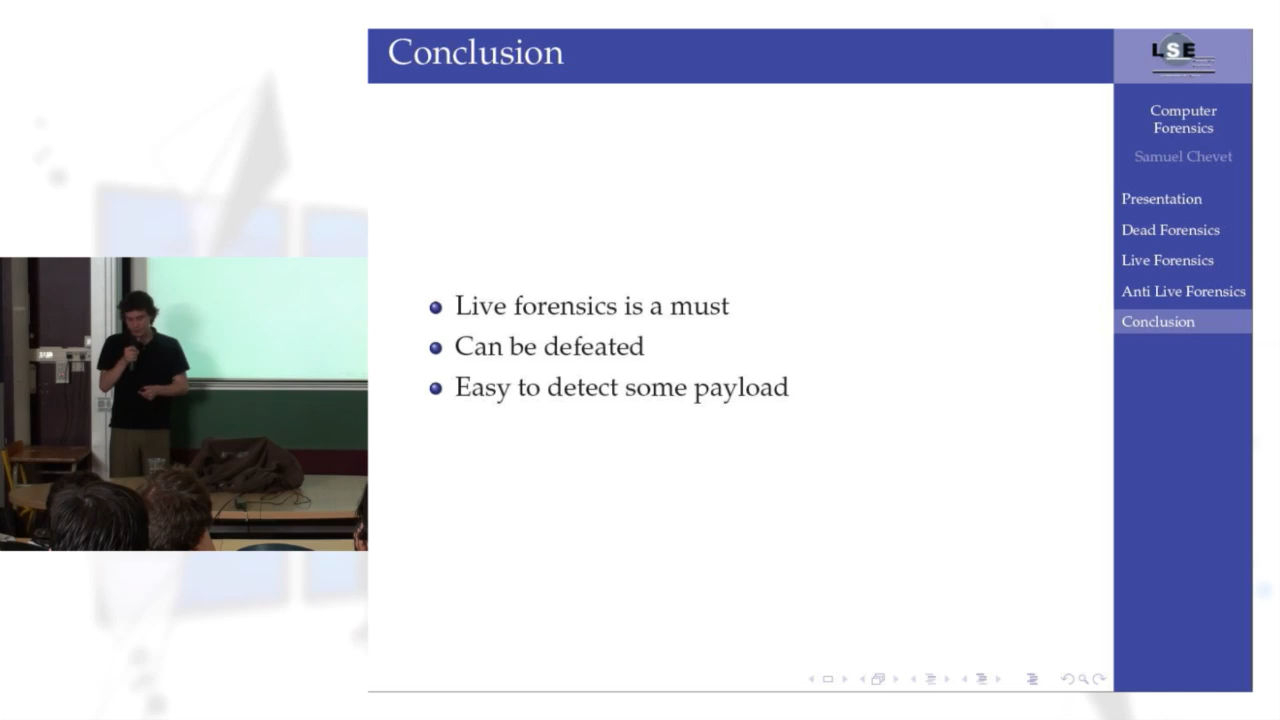 Conclusion
LSE
Computer
Forensics
Samuel Chevet
Presentation
Dead Forensics
Live Forensics
Anti Live Forensics
Conclusion
Live forensics is a must
Can be defeated
Easy to detect some payload